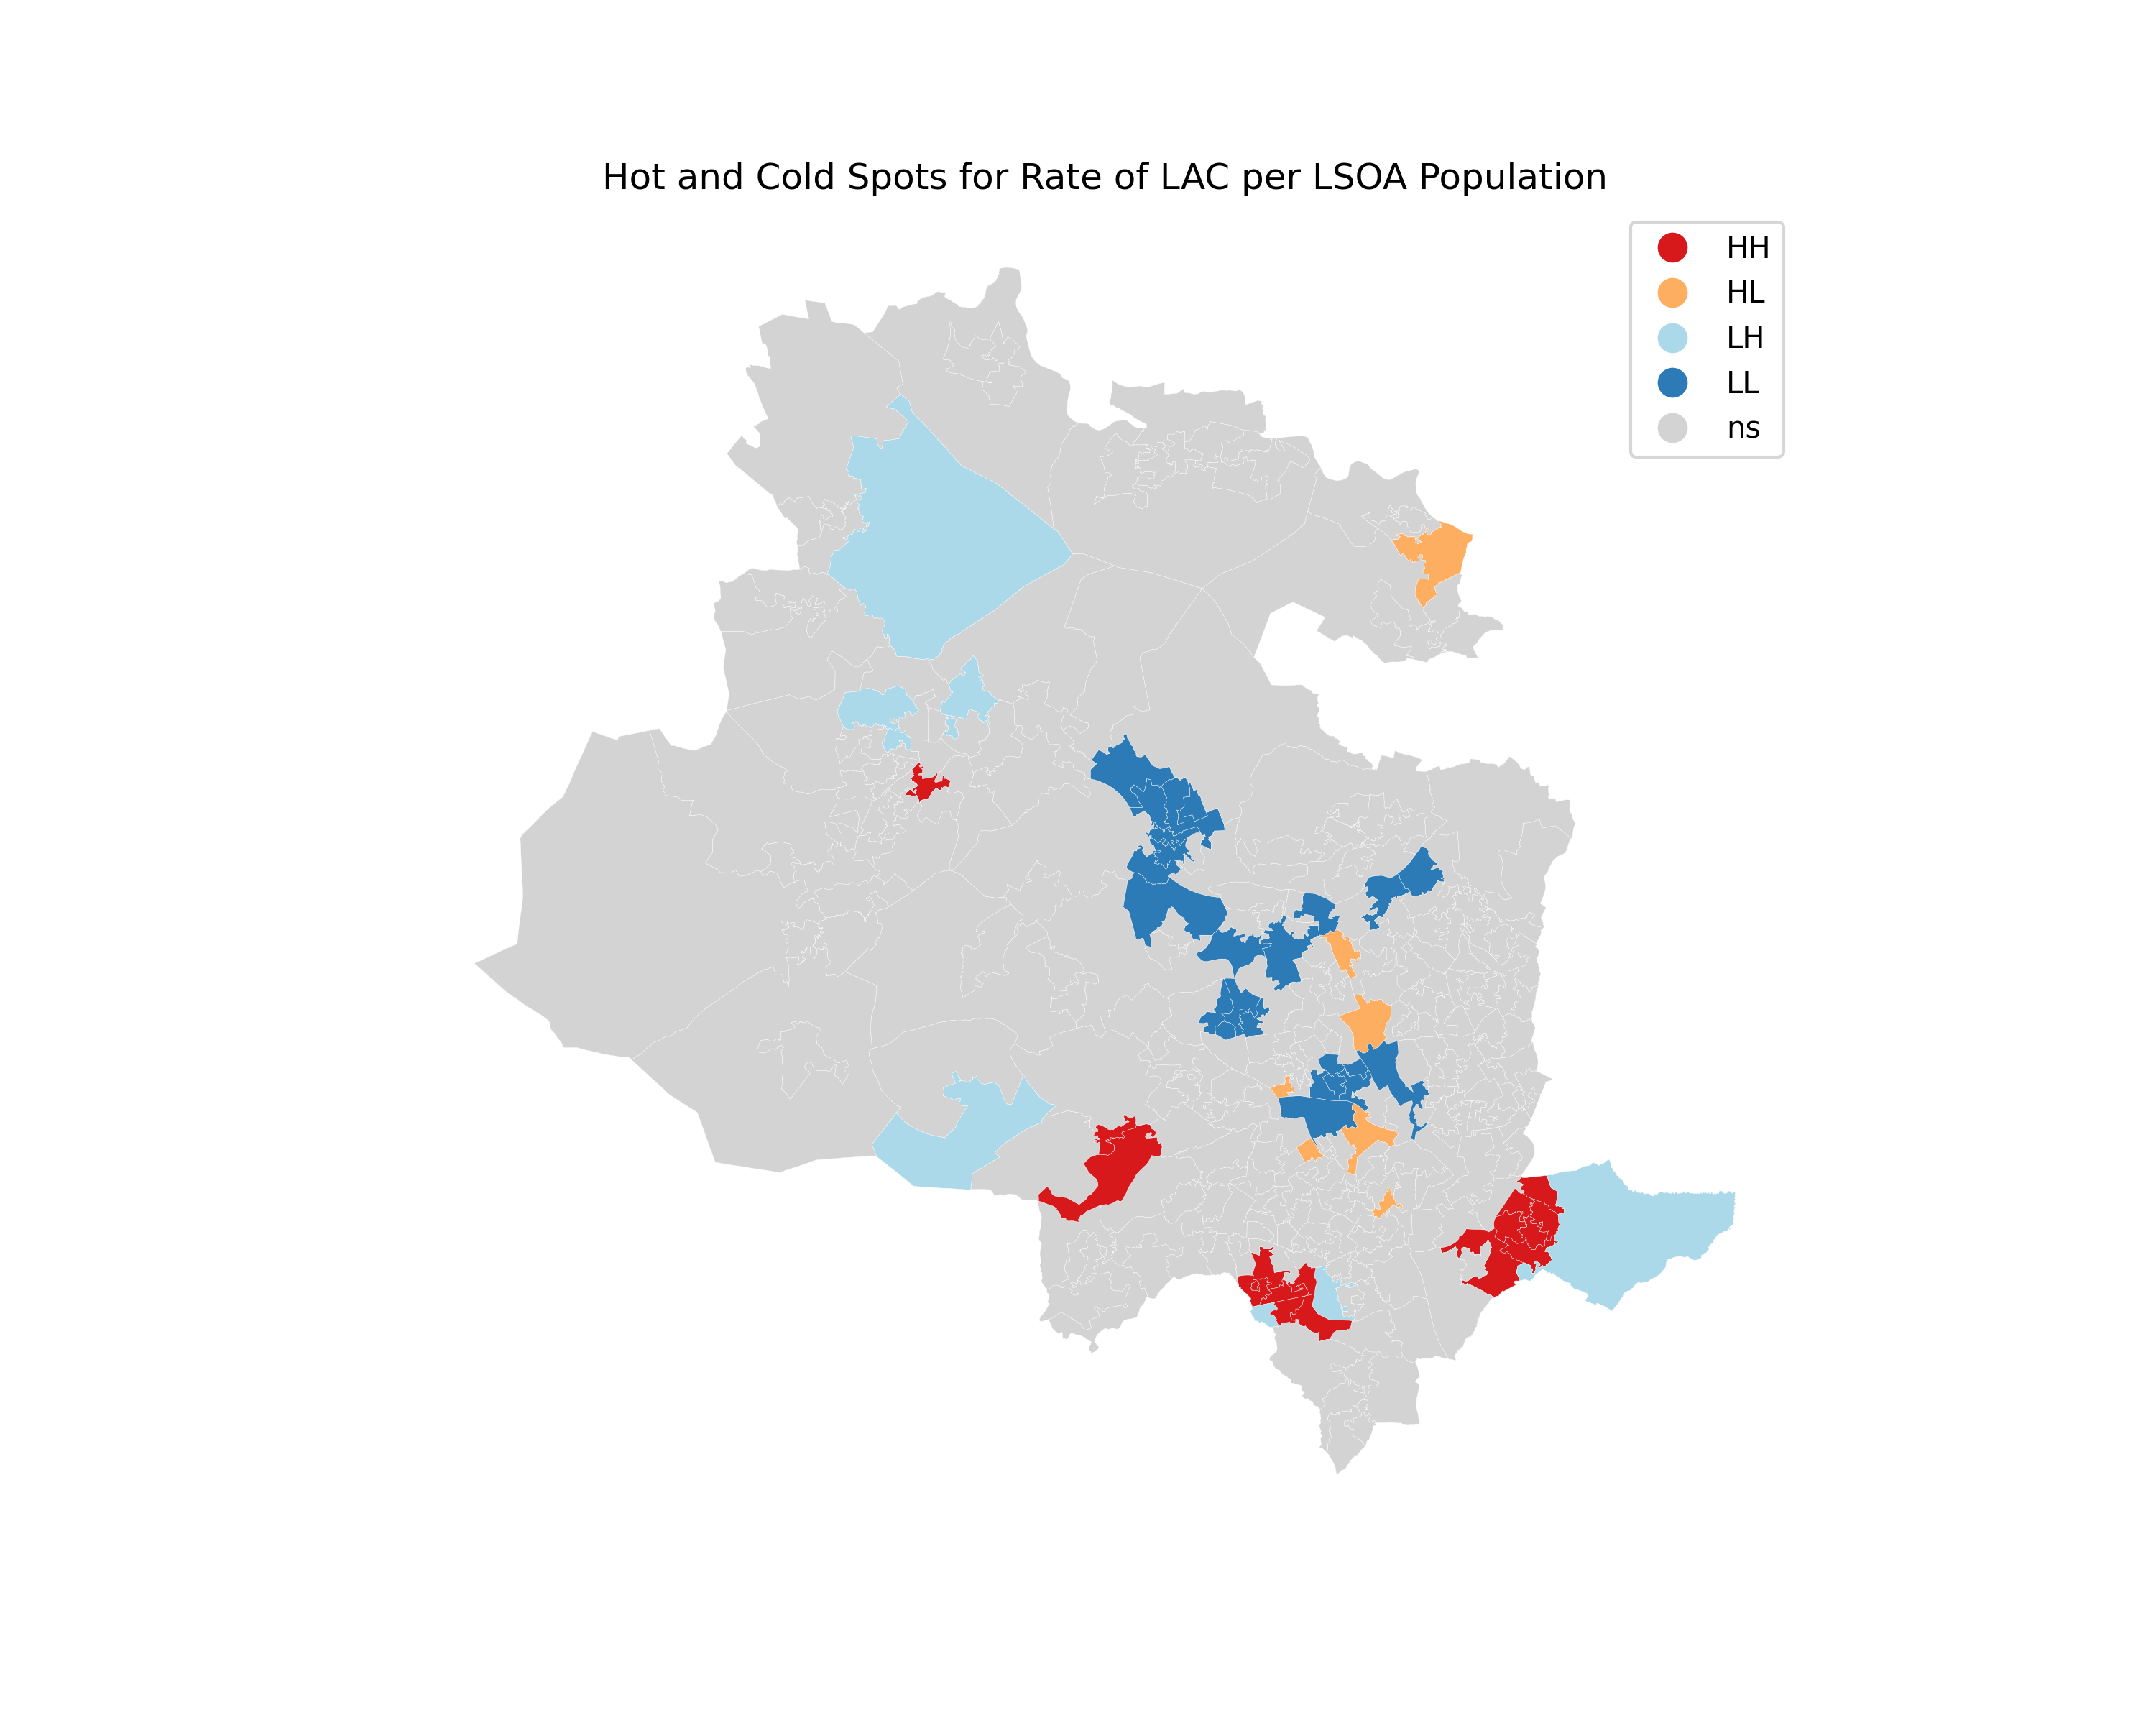 Hot and Cold Spots for Rate of LAC per LSOA Population
HH
HL
LH
LL
ns